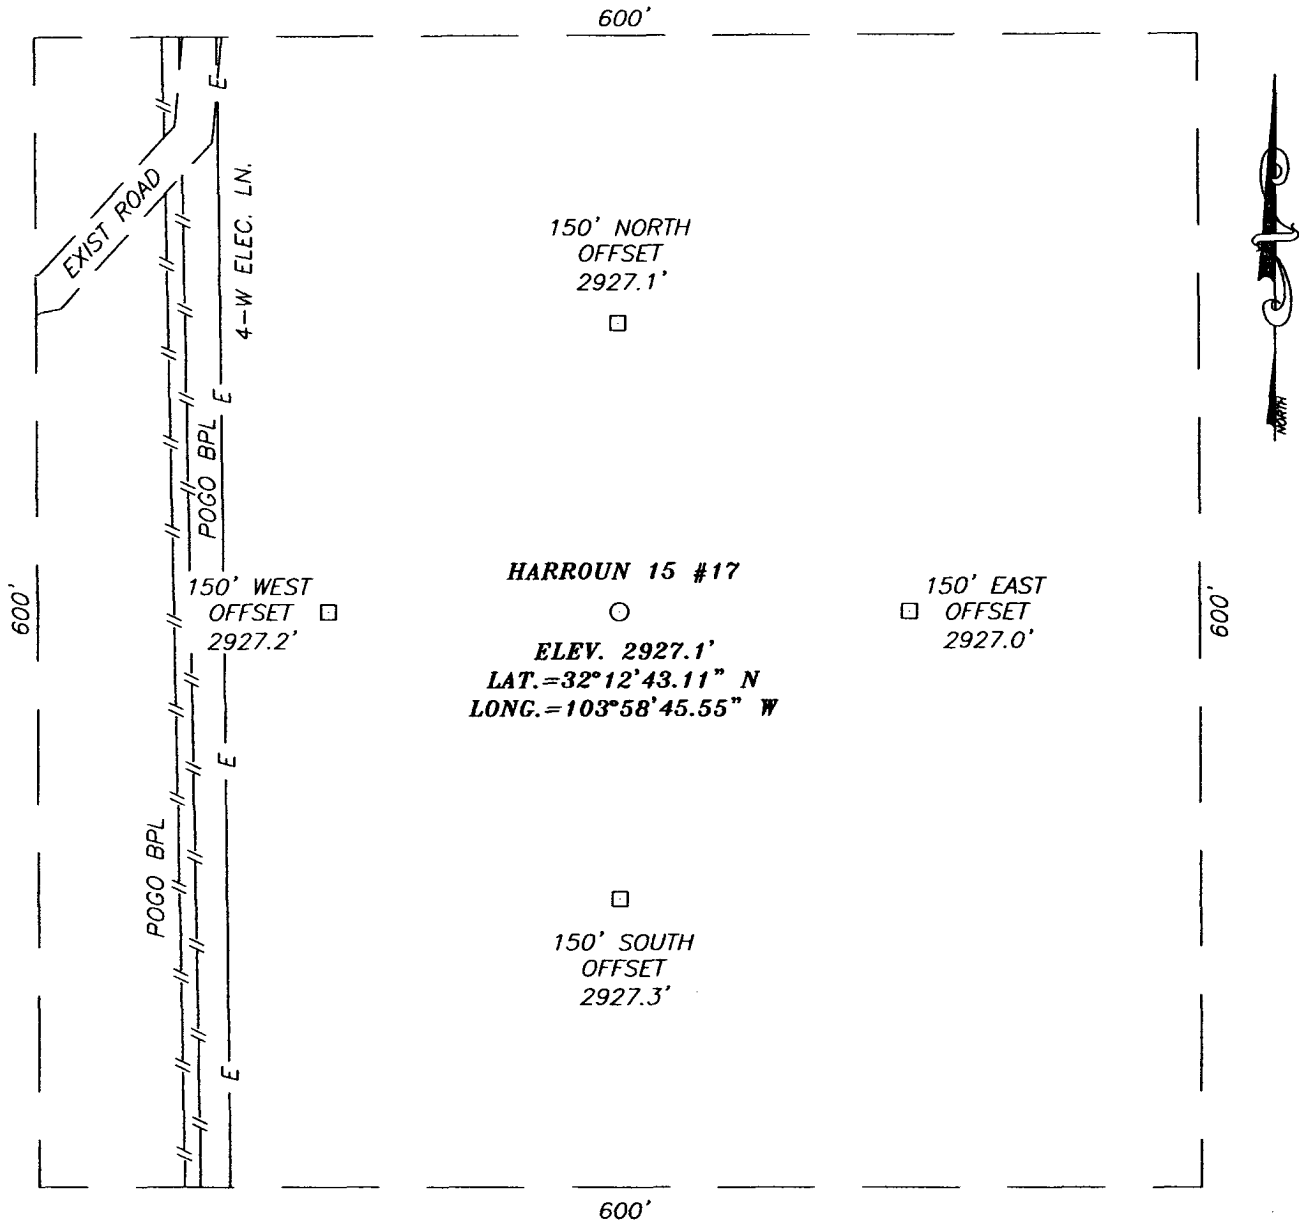 600'
EXIST ROAD
4-W ELEC. LN.
E
150' NORTH
OFFSET
2927.1'
NORTH
E
POGO BPL
600'
150' WEST
OFFSET
2927.2'
HARROUN 15 #17
ELEV. 2927.1'
LAT.=32°12'43.11" N
LONG.=103°58'45.55" W
150' EAST
OFFSET
2927.0'
600'
E
POGO BPL
150' SOUTH
OFFSET
2927.3'
E
600'